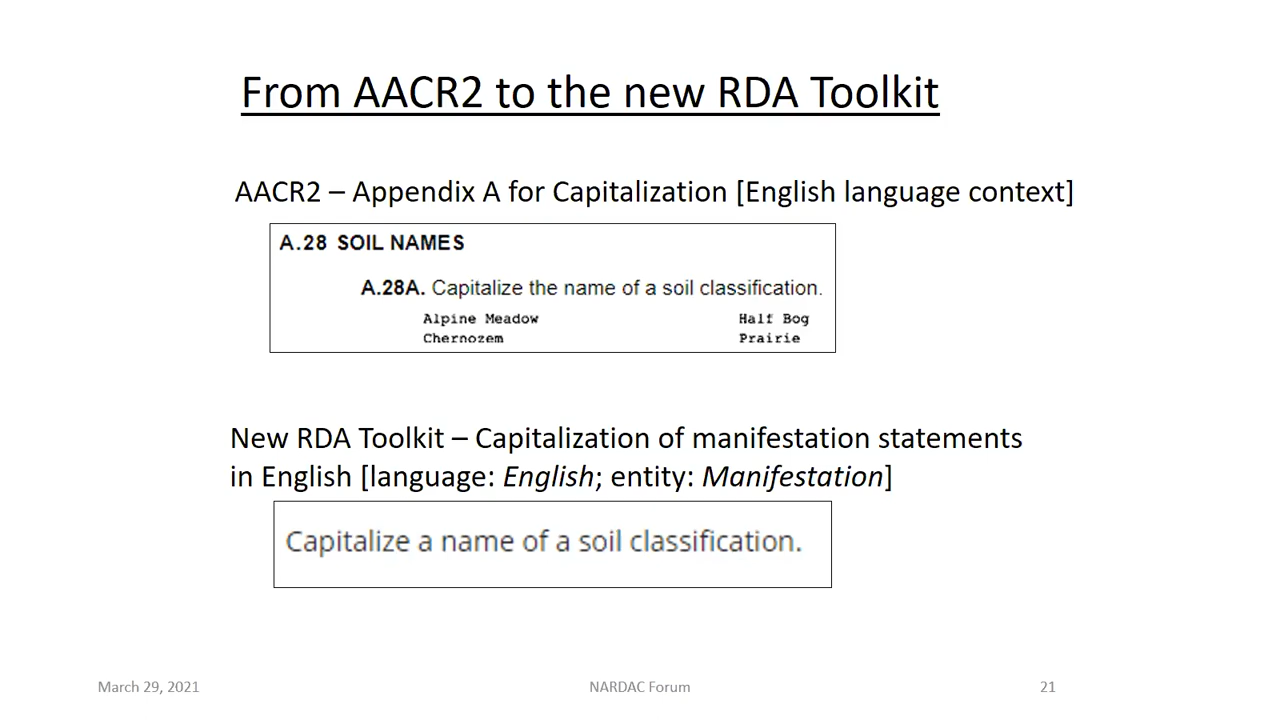 From AACR2 to the new RDA Toolkit
AACR2 – Appendix A for Capitalization [English language context]
A.28 SOIL NAMES
A.28A. Capitalize the name of a soil classification.
Alpine Meadow Half Bog
Chernozem Prairie
New RDA Toolkit – Capitalization of manifestation statements
in English [language: English; entity: Manifestation]
Capitalize a name of a soil classification.
March 29, 2021 NARDAC Forum 21